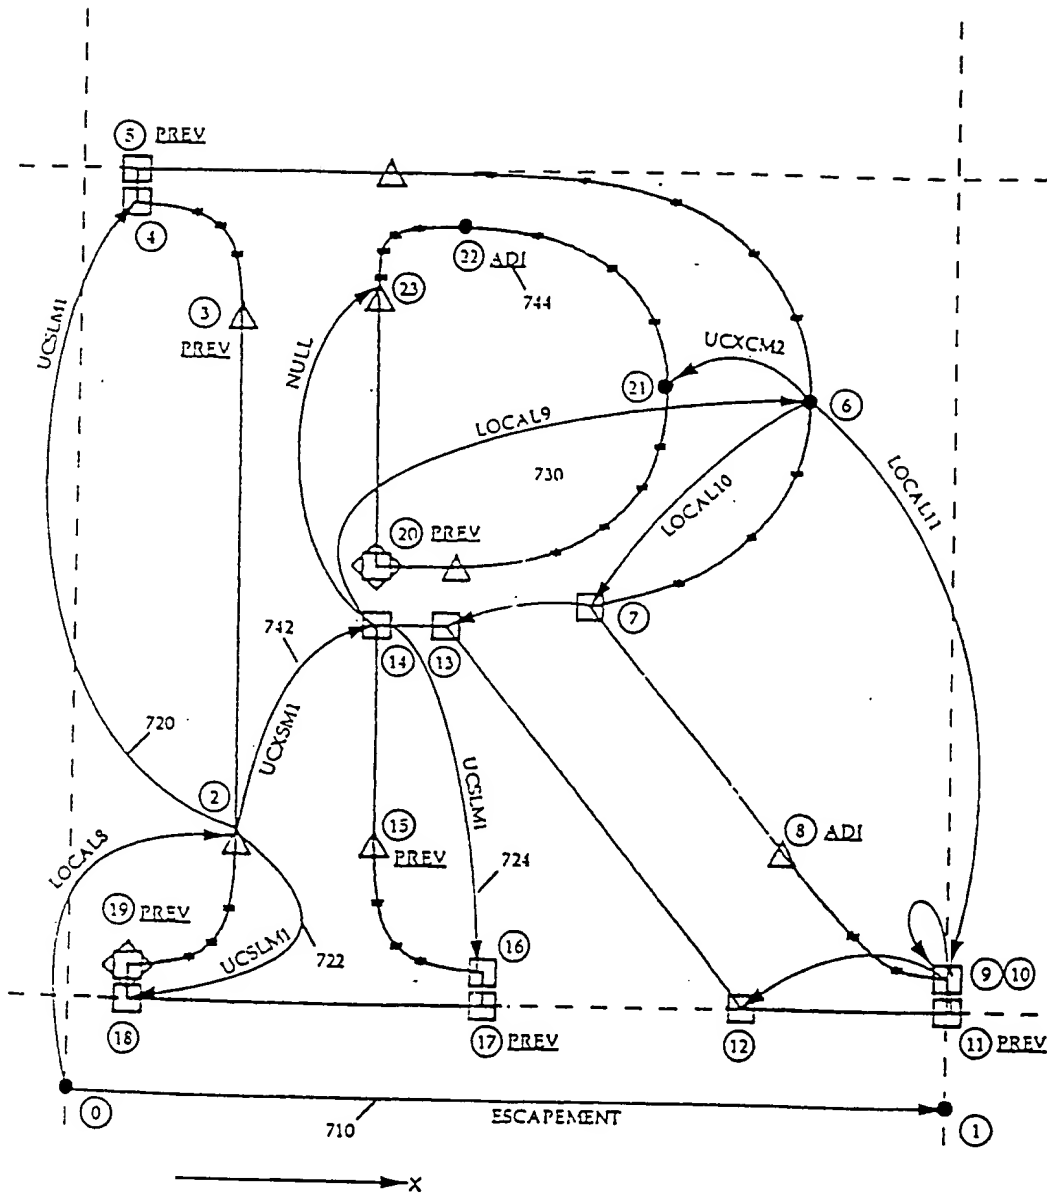 5 PREV
4
UCSLM1
3
PREV
22 ADI
744
23
NULL
UCXCM2
21
6
LOCAL9
730
LOCAL10
LOCAL11
20 PREV
7
742
14
13
720
UCXSM1
UCSLM1
2
15
PREV
8 ADI
LOCAL8
724
19 PREV
UCSLM1
722
16
9 10
18
17 PREV
12
11 PREV
0
710
ESCAPEMENT
1
X